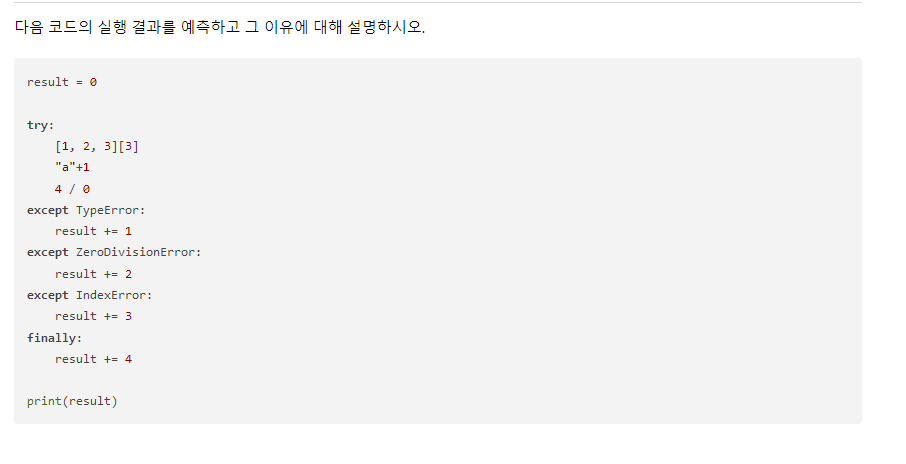 다음 코드의 실행 결과를 예측하고 그 이유에 대해 설명하시오.
result = 0
try:
    [1, 2, 3][3]
    "a"+1
    4 / 0
except TypeError:
    result += 1
except ZeroDivisionError:
    result += 2
except IndexError:
    result += 3
finally:
    result += 4
print(result)